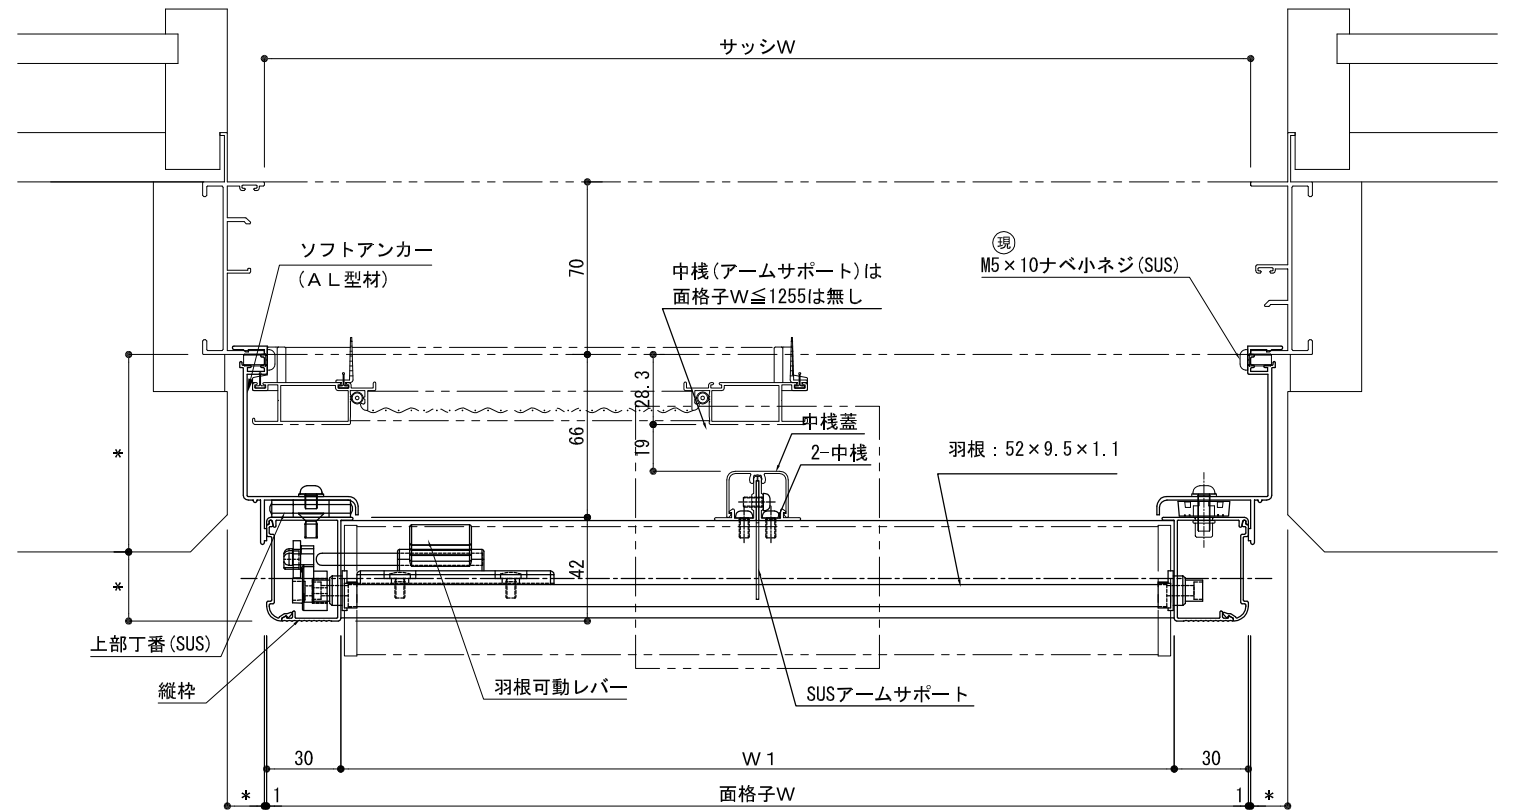 サッシW
ソフトアンカー
(AL型材)
70
中桟(アームサポート)は
面格子W≦1255は無し
現
M5×10ナベ小ネジ(SUS)
28.3
66
19
中桟蓋
2-中桟
羽根：52×9.5×1.1
*
*
42
上部丁番(SUS)
縦枠
羽根可動レバー
SUSアームサポート
30
W1
30
*
1
面格子W
1
*